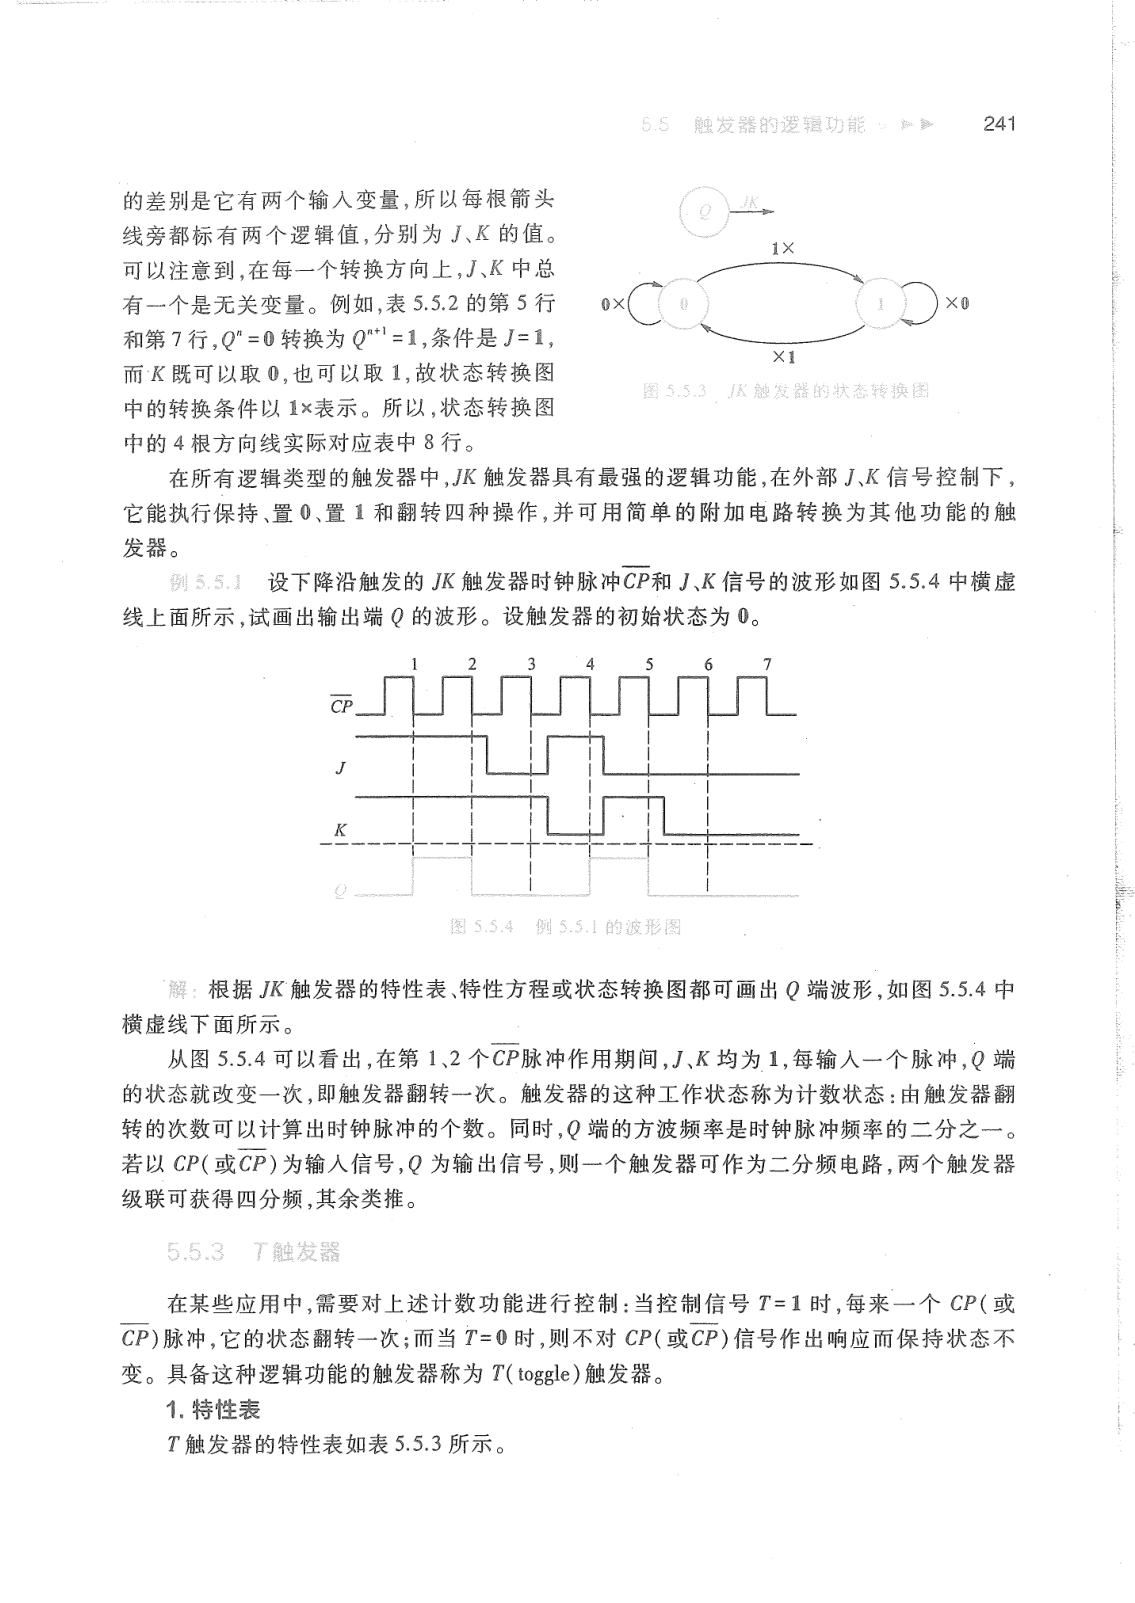 5.5 触发器的逻辑功能 241
的差别是它有两个输入变量,所以每根箭头
线旁都标有两个逻辑值,分别为 J、K 的值。
可以注意到,在每一个转换方向上,J、K 中总
有一个是无关变量。例如,表 5.5.2 的第 5 行
和第 7 行,Qⁿ=0 转换为 Qⁿ⁺¹=1,条件是 J=1,
而 K 既可以取 0,也可以取 1,故状态转换图
中的转换条件以 1×表示。所以,状态转换图
中的 4 根方向线实际对应表中 8 行。
Q JK
1×
0× 0 1 ×0
×1
图 5.5.3 JK 触发器的状态转换图
在所有逻辑类型的触发器中,JK 触发器具有最强的逻辑功能,在外部 J、K 信号控制下,
它能执行保持、置 0、置 1 和翻转四种操作,并可用简单的附加电路转换为其他功能的触
发器。
例 5.5.1 设下降沿触发的 JK 触发器时钟脉冲C̅P̅和 J、K 信号的波形如图 5.5.4 中横虚
线上面所示,试画出输出端 Q 的波形。设触发器的初始状态为 0。
1 2 3 4 5 6 7
C̅P̅
J
K
Q
图 5.5.4 例 5.5.1 的波形图
解: 根据 JK 触发器的特性表、特性方程或状态转换图都可画出 Q 端波形,如图 5.5.4 中
横虚线下面所示。
从图 5.5.4 可以看出,在第 1、2 个C̅P̅脉冲作用期间,J、K 均为 1,每输入一个脉冲,Q 端
的状态就改变一次,即触发器翻转一次。触发器的这种工作状态称为计数状态:由触发器翻
转的次数可以计算出时钟脉冲的个数。同时,Q 端的方波频率是时钟脉冲频率的二分之一。
若以 CP(或C̅P̅)为输入信号,Q 为输出信号,则一个触发器可作为二分频电路,两个触发器
级联可获得四分频,其余类推。
5.5.3 T触发器
在某些应用中,需要对上述计数功能进行控制:当控制信号 T=1 时,每来一个 CP(或
C̅P̅)脉冲,它的状态翻转一次;而当 T=0 时,则不对 CP(或C̅P̅)信号作出响应而保持状态不
变。具备这种逻辑功能的触发器称为 T(toggle)触发器。
1. 特性表
T 触发器的特性表如表 5.5.3 所示。